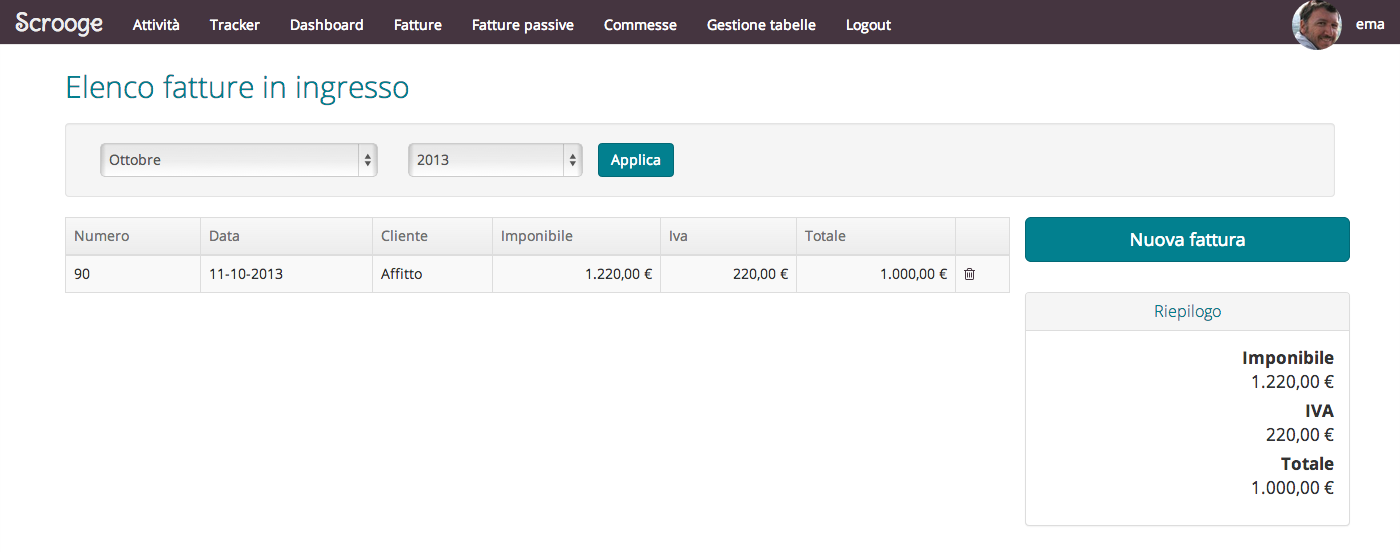 Scrooge Attività Tracker Dashboard Fatture Fatture passive Commesse Gestione tabelle Logout ema
Elenco fatture in ingresso
Ottobre 2013 Applica
Numero Data Cliente Imponibile Iva Totale
90 11-10-2013 Affitto 1.220,00 € 220,00 € 1.000,00 €
Nuova fattura
Riepilogo
Imponibile
1.220,00 €
IVA
220,00 €
Totale
1.000,00 €